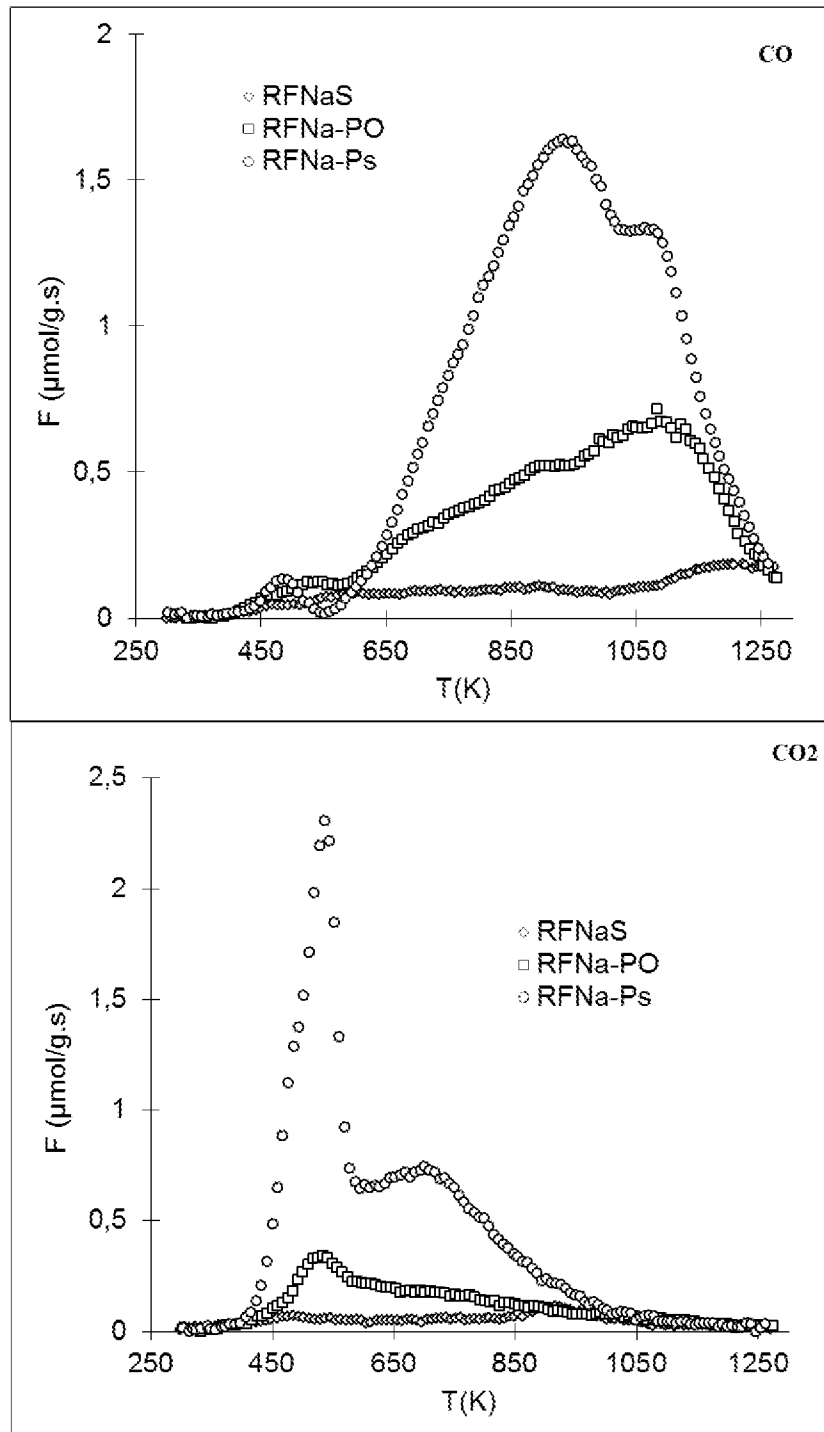 CO
2
RFNaS
RFNa-PO
RFNa-Ps
1,5
1
0,5
0
F (µmol/g.s)
250 450 650 850 1050 1250
T(K)
CO2
2,5
2
RFNaS
RFNa-PO
RFNa-Ps
1,5
1
0,5
0
F (µmol/g.s)
250 450 650 850 1050 1250
T(K)